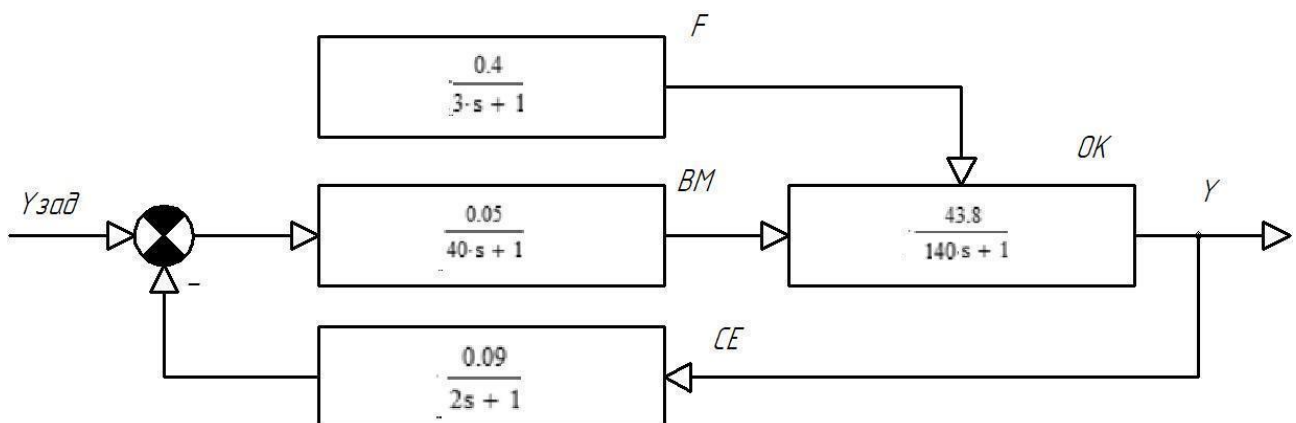 F
0.4
3·s + 1
OK
BM
Yзад
Y
0.05
40·s + 1
43.8
140·s + 1
–
CE
0.09
2s + 1